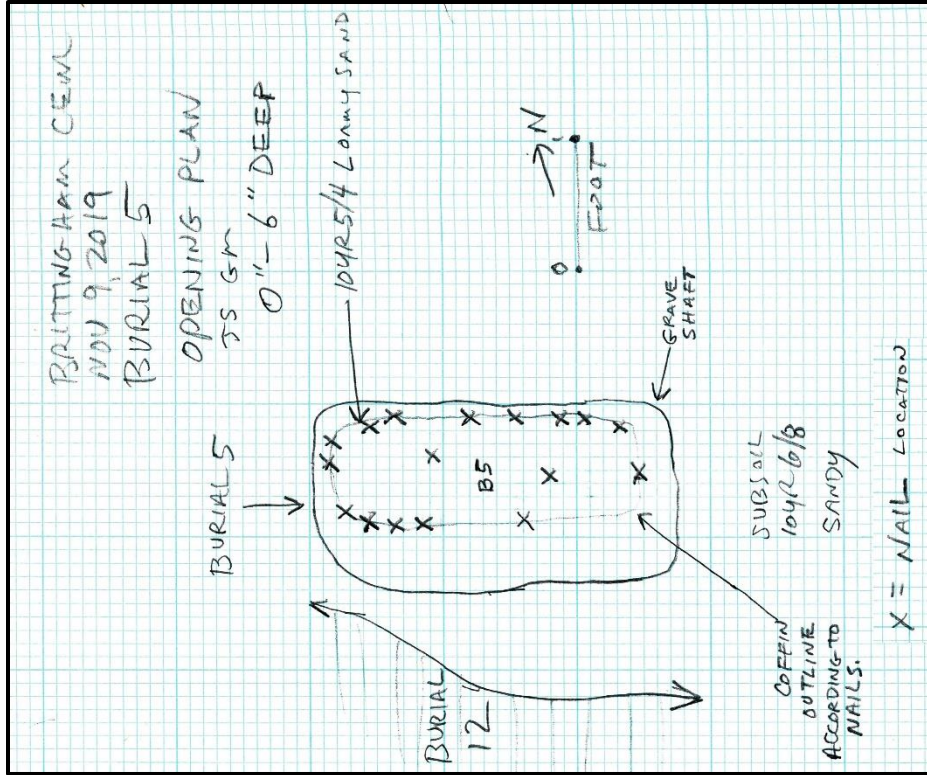 BRITTINGHAM CEM
NOV 9, 2019
BURIAL 5
OPENING PLAN
JS GM
0"-6" DEEP
10YR5/4 LOAMY SAND
BURIAL 5
B5
GRAVE
SHAFT
N
0
1
FOOT
BURIAL
12
SUBSOIL
10YR6/8
SANDY
COFFIN
OUTLINE
ACCORDING TO
NAILS.
X = NAIL LOCATION